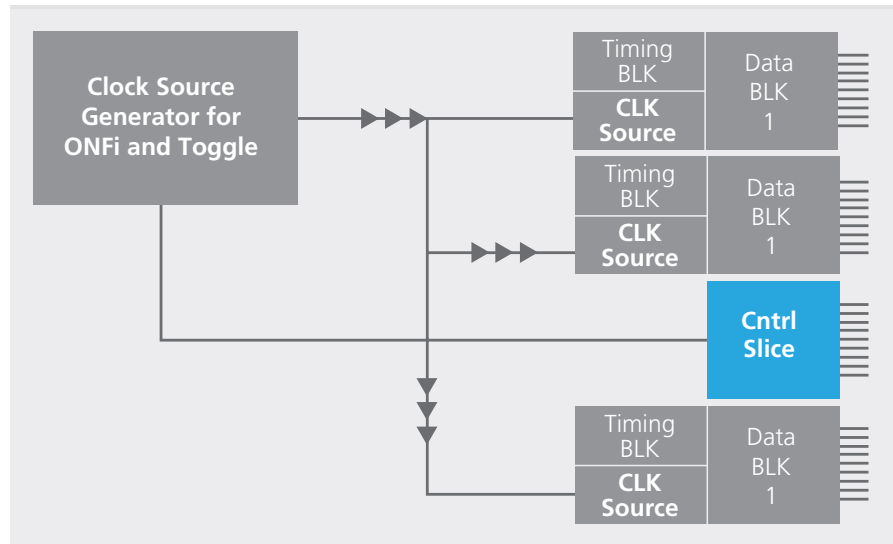 Clock Source
Generator for
ONFi and Toggle
Timing
BLK
CLK
Source
Data
BLK
1
Timing
BLK
CLK
Source
Data
BLK
1
Cntrl
Slice
Timing
BLK
CLK
Source
Data
BLK
1